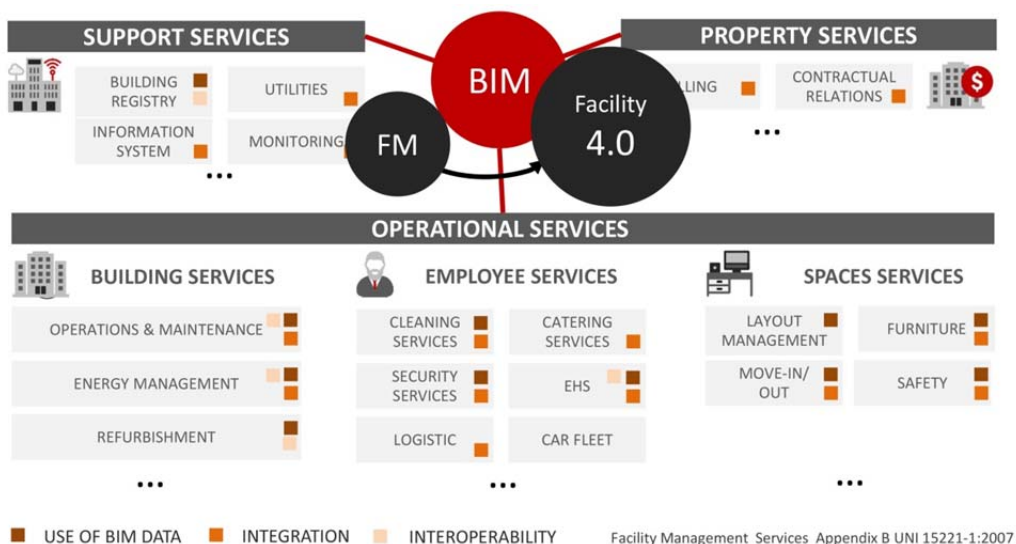 SUPPORT SERVICES
BUILDING
REGISTRY
UTILITIES
INFORMATION
SYSTEM
MONITORING
...
BIM
FM
Facility
4.0
PROPERTY SERVICES
LLING
CONTRACTUAL
RELATIONS
$
...
OPERATIONAL SERVICES
BUILDING SERVICES
OPERATIONS & MAINTENANCE
ENERGY MANAGEMENT
REFURBISHMENT
...
EMPLOYEE SERVICES
CLEANING
SERVICES
CATERING
SERVICES
SECURITY
SERVICES
EHS
LOGISTIC
CAR FLEET
...
SPACES SERVICES
LAYOUT
MANAGEMENT
FURNITURE
MOVE-IN/
OUT
SAFETY
...
USE OF BIM DATA
INTEGRATION
INTEROPERABILITY
Facility Management Services Appendix B UNI 15221-1:2007